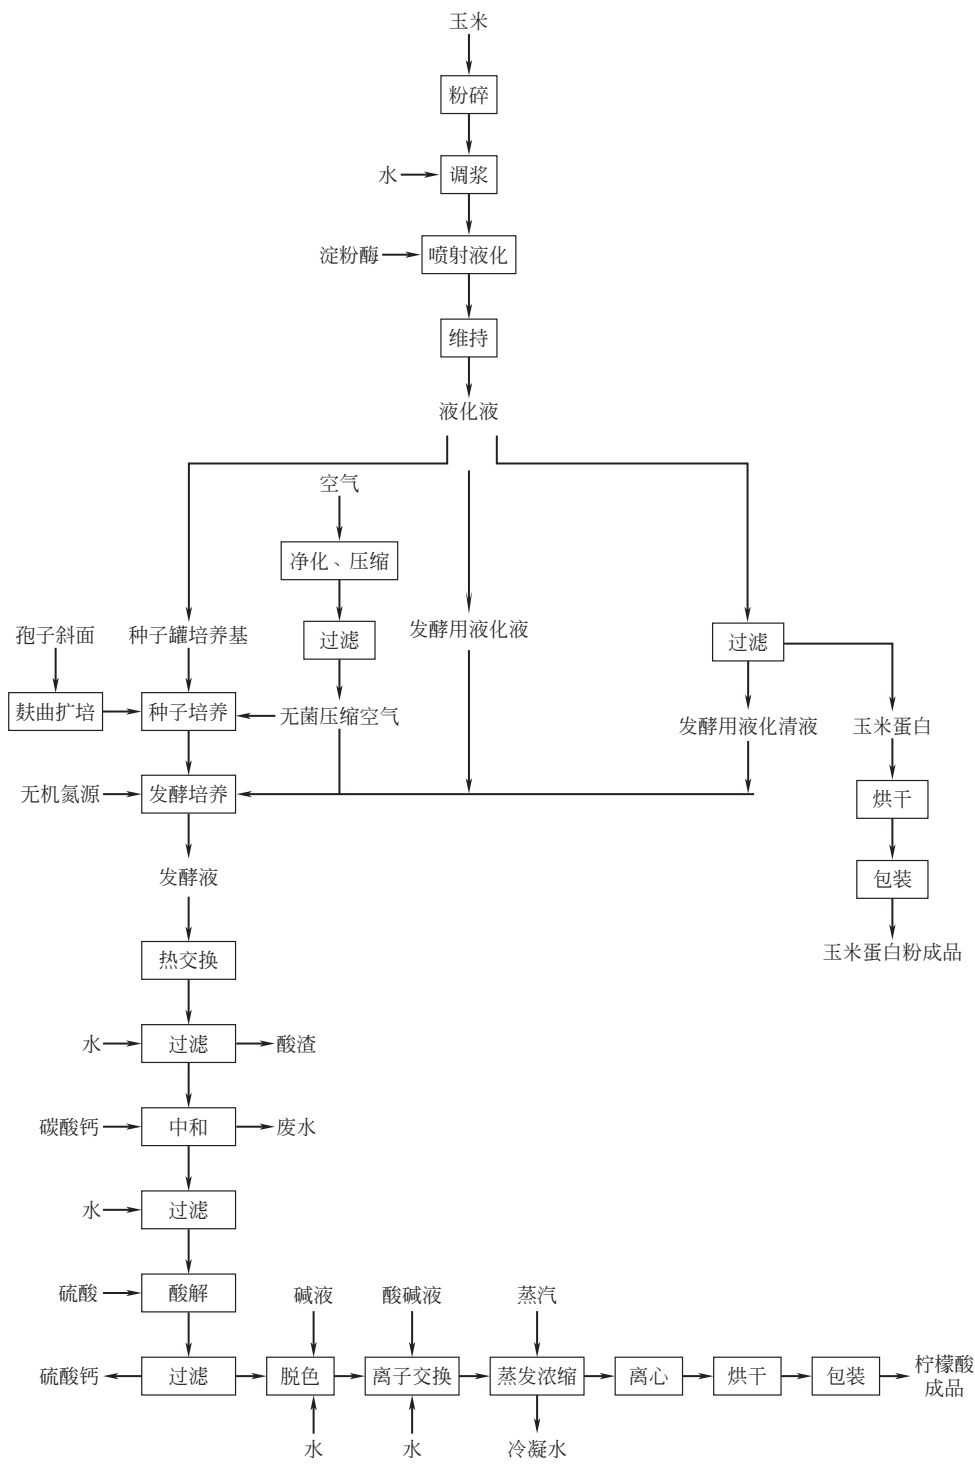 玉米
粉碎
水
调浆
淀粉酶
喷射液化
维持
液化液
空气
净化、压缩
孢子斜面
种子罐培养基
过滤
发酵用液化液
过滤
麸曲扩培
种子培养
无菌压缩空气
发酵用液化清液
玉米蛋白
无机氮源
发酵培养
烘干
发酵液
包装
热交换
玉米蛋白粉成品
水
过滤
酸渣
碳酸钙
中和
废水
水
过滤
硫酸
酸解
碱液
酸碱液
蒸汽
硫酸钙
过滤
脱色
离子交换
蒸发浓缩
离心
烘干
包装
柠檬酸
成品
水
水
冷凝水